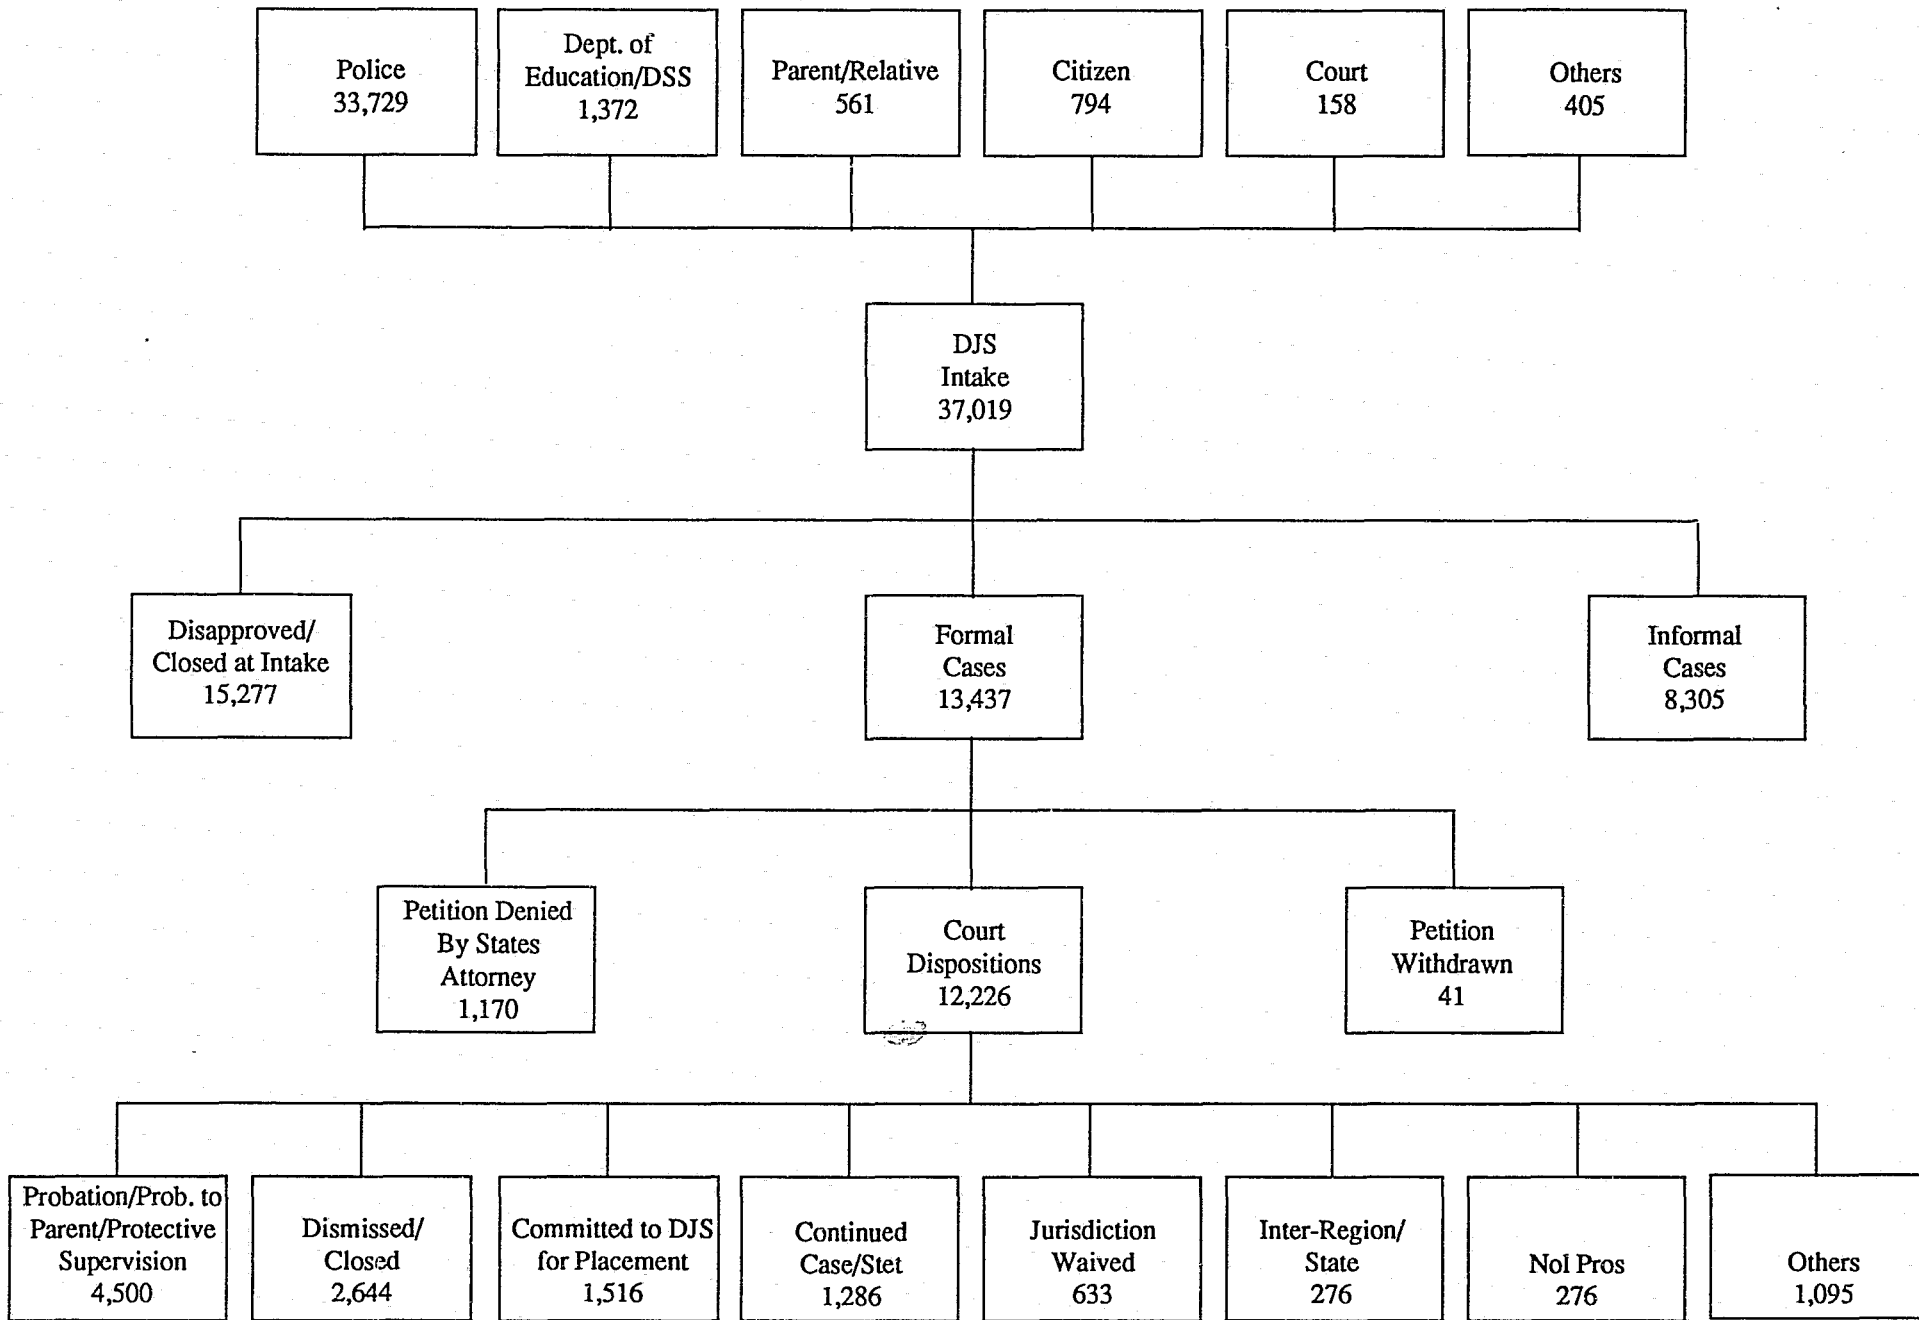 Police
33,729
Dept. of
Education/DSS
1,372
Parent/Relative
561
Citizen
794
Court
158
Others
405
DJS
Intake
37,019
Disapproved/
Closed at Intake
15,277
Formal
Cases
13,437
Informal
Cases
8,305
Petition Denied
By States
Attorney
1,170
Court
Dispositions
12,226
Petition
Withdrawn
41
Probation/Prob. to
Parent/Protective
Supervision
4,500
Dismissed/
Closed
2,644
Committed to DJS
for Placement
1,516
Continued
Case/Stet
1,286
Jurisdiction
Waived
633
Inter-Region/
State
276
Nol Pros
276
Others
1,095